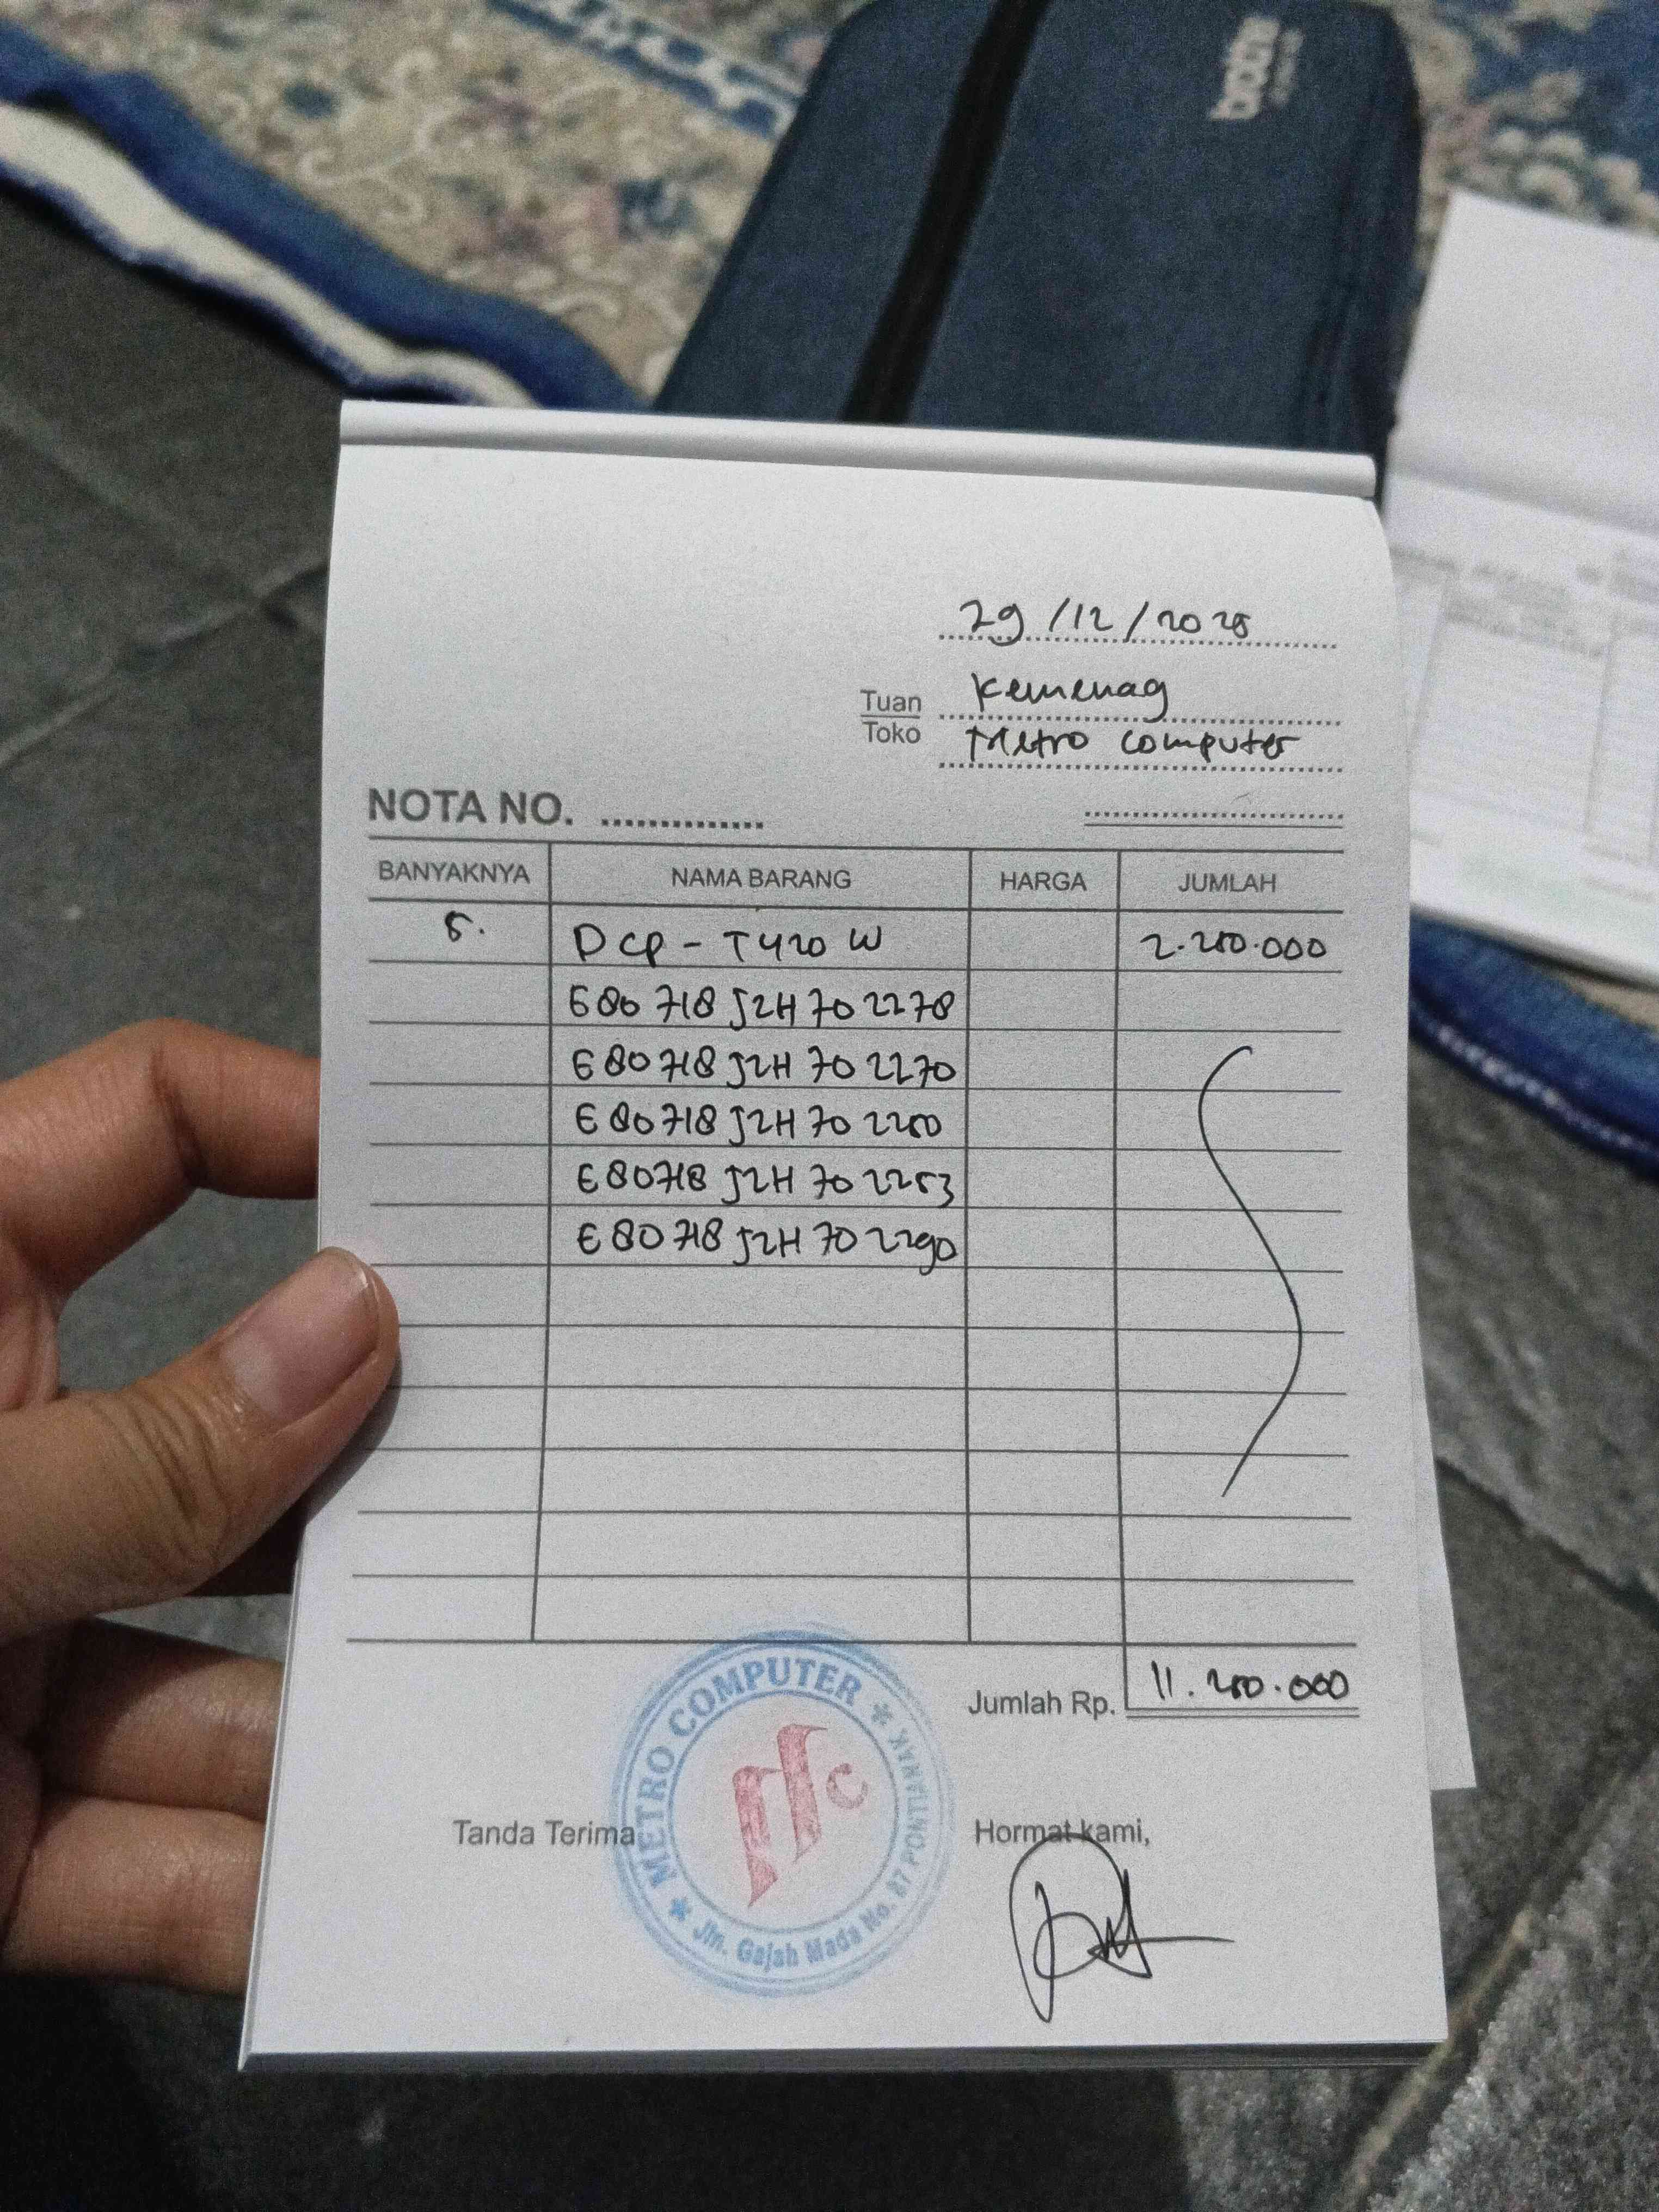 brother
29/12/2025
Tuan Kemenag
Toko Metro Computer
NOTA NO. ..............
BANYAKNYA NAMA BARANG HARGA JUMLAH
5. DCP - T420 W 2.250.000
E80718J2H702278
E80718J2H702270
E80718J2H702250
E80718J2H702253
E80718J2H702290
Jumlah Rp. 11.250.000
Tanda Terima
Hormat kami,
METRO COMPUTER
Jln. Gajah Mada No. 87 PONTIANAK